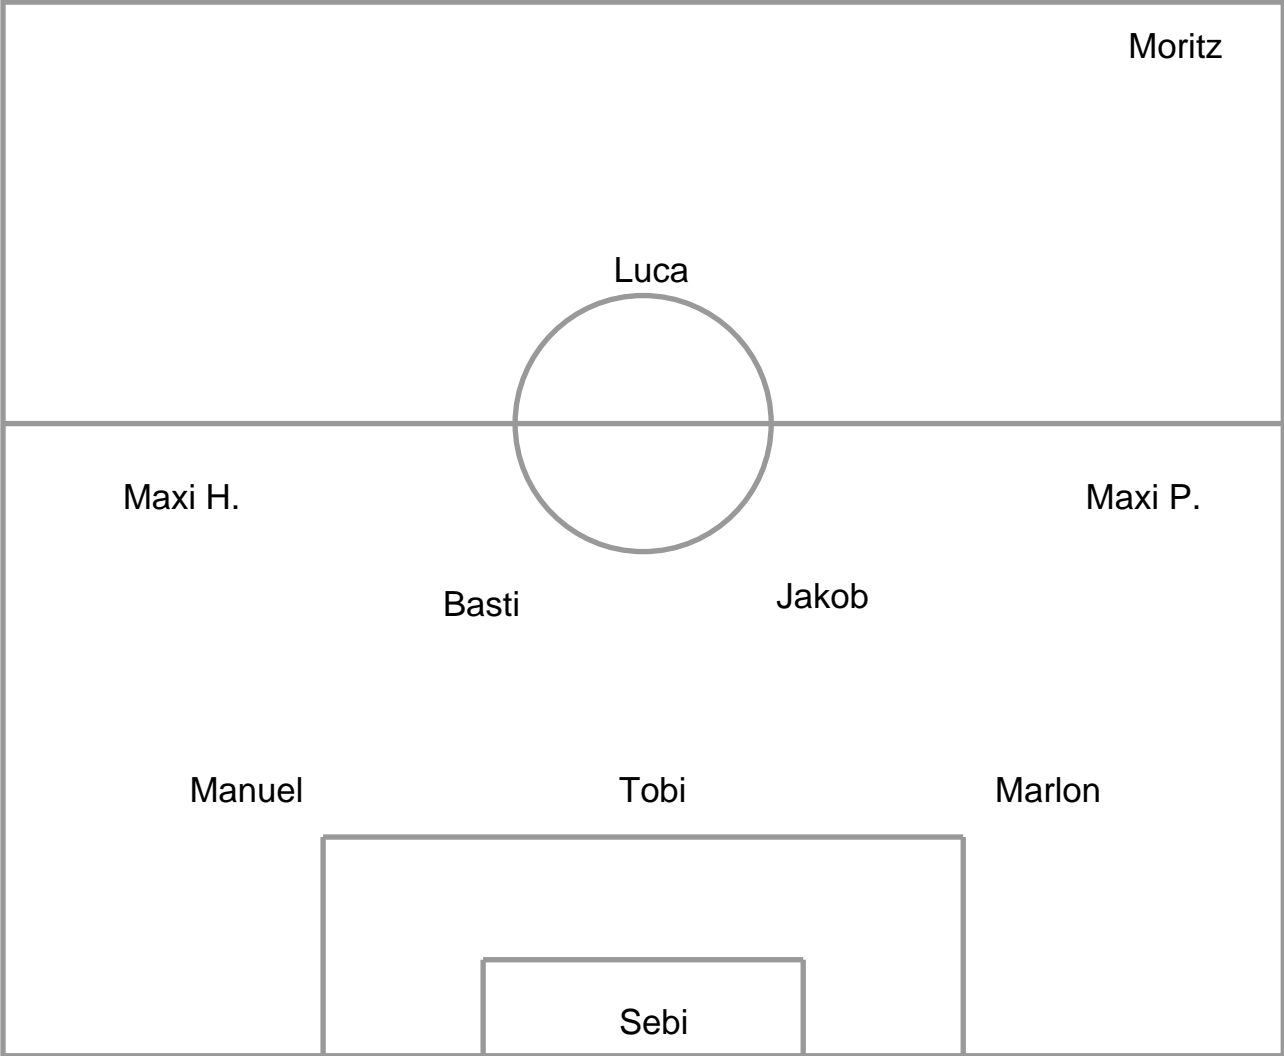 Moritz
Luca
Maxi H.
Maxi P.
Basti
Jakob
Manuel
Tobi
Marlon
Sebi